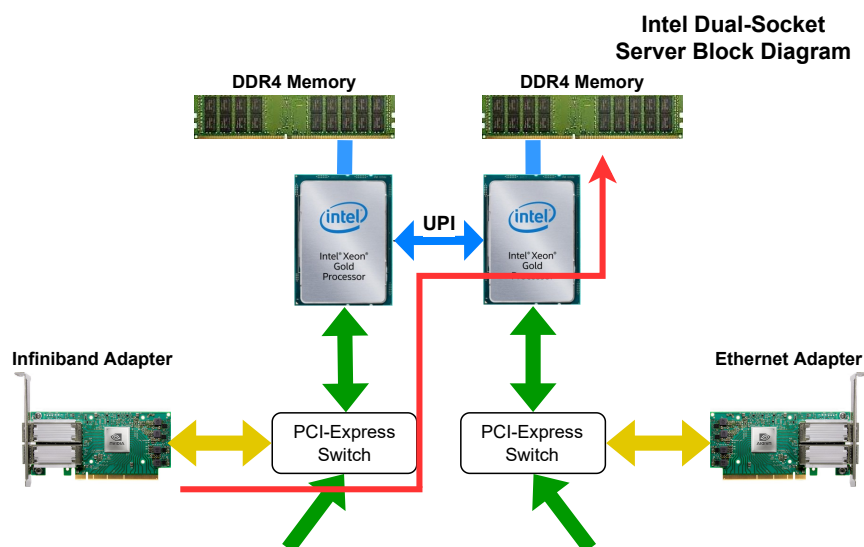 Intel Dual-Socket
Server Block Diagram
DDR4 Memory
DDR4 Memory
intel
Intel® Xeon®
Gold
Processor
UPI
intel
Intel® Xeon®
Gold
Processor
Infiniband Adapter
Ethernet Adapter
PCI-Express
Switch
PCI-Express
Switch